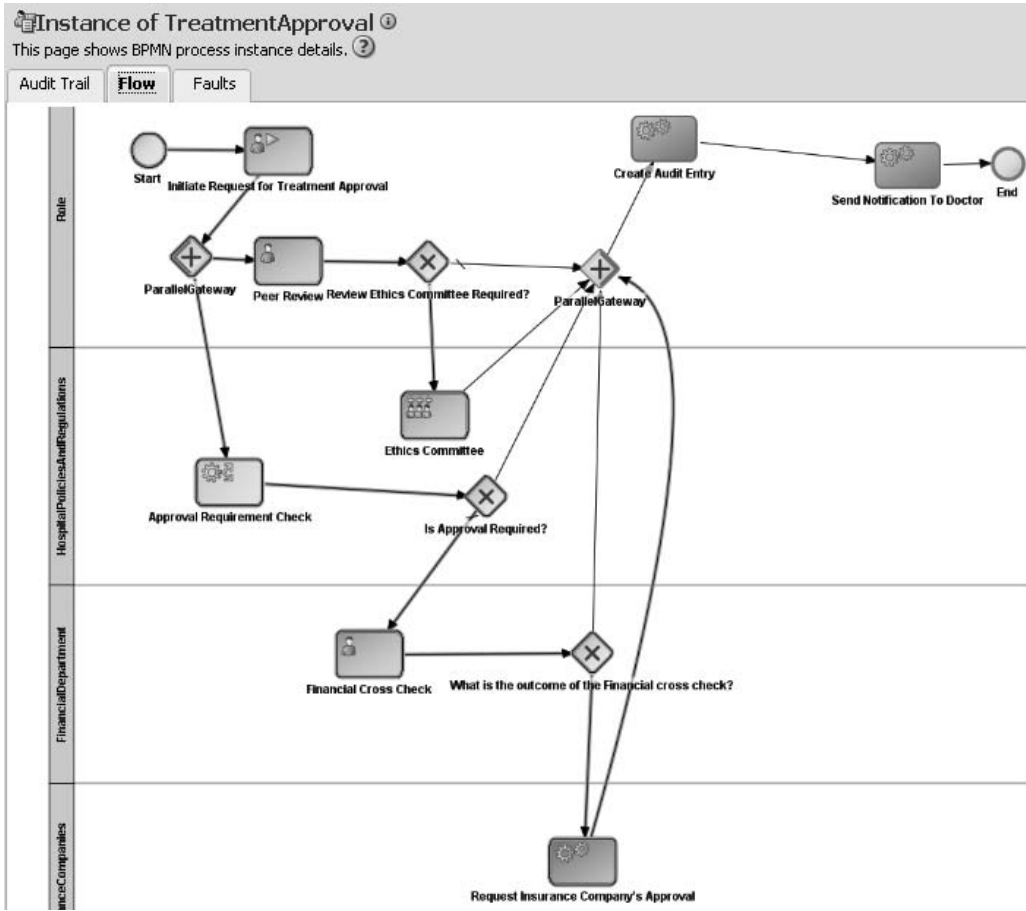 Instance of TreatmentApproval
This page shows BPMN process instance details.
Audit Trail
Flow
Faults
Role
Start
Initiate Request for Treatment Approval
Create Audit Entry
Send Notification To Doctor
End
ParallelGateway
Peer Review
Review Ethics Committee Required?
ParallelGateway
HospitalPoliciesAndRegulations
Ethics Committee
Approval Requirement Check
Is Approval Required?
FinancialDepartment
Financial Cross Check
What is the outcome of the Financial cross check?
anceCompanies
Request Insurance Company's Approval